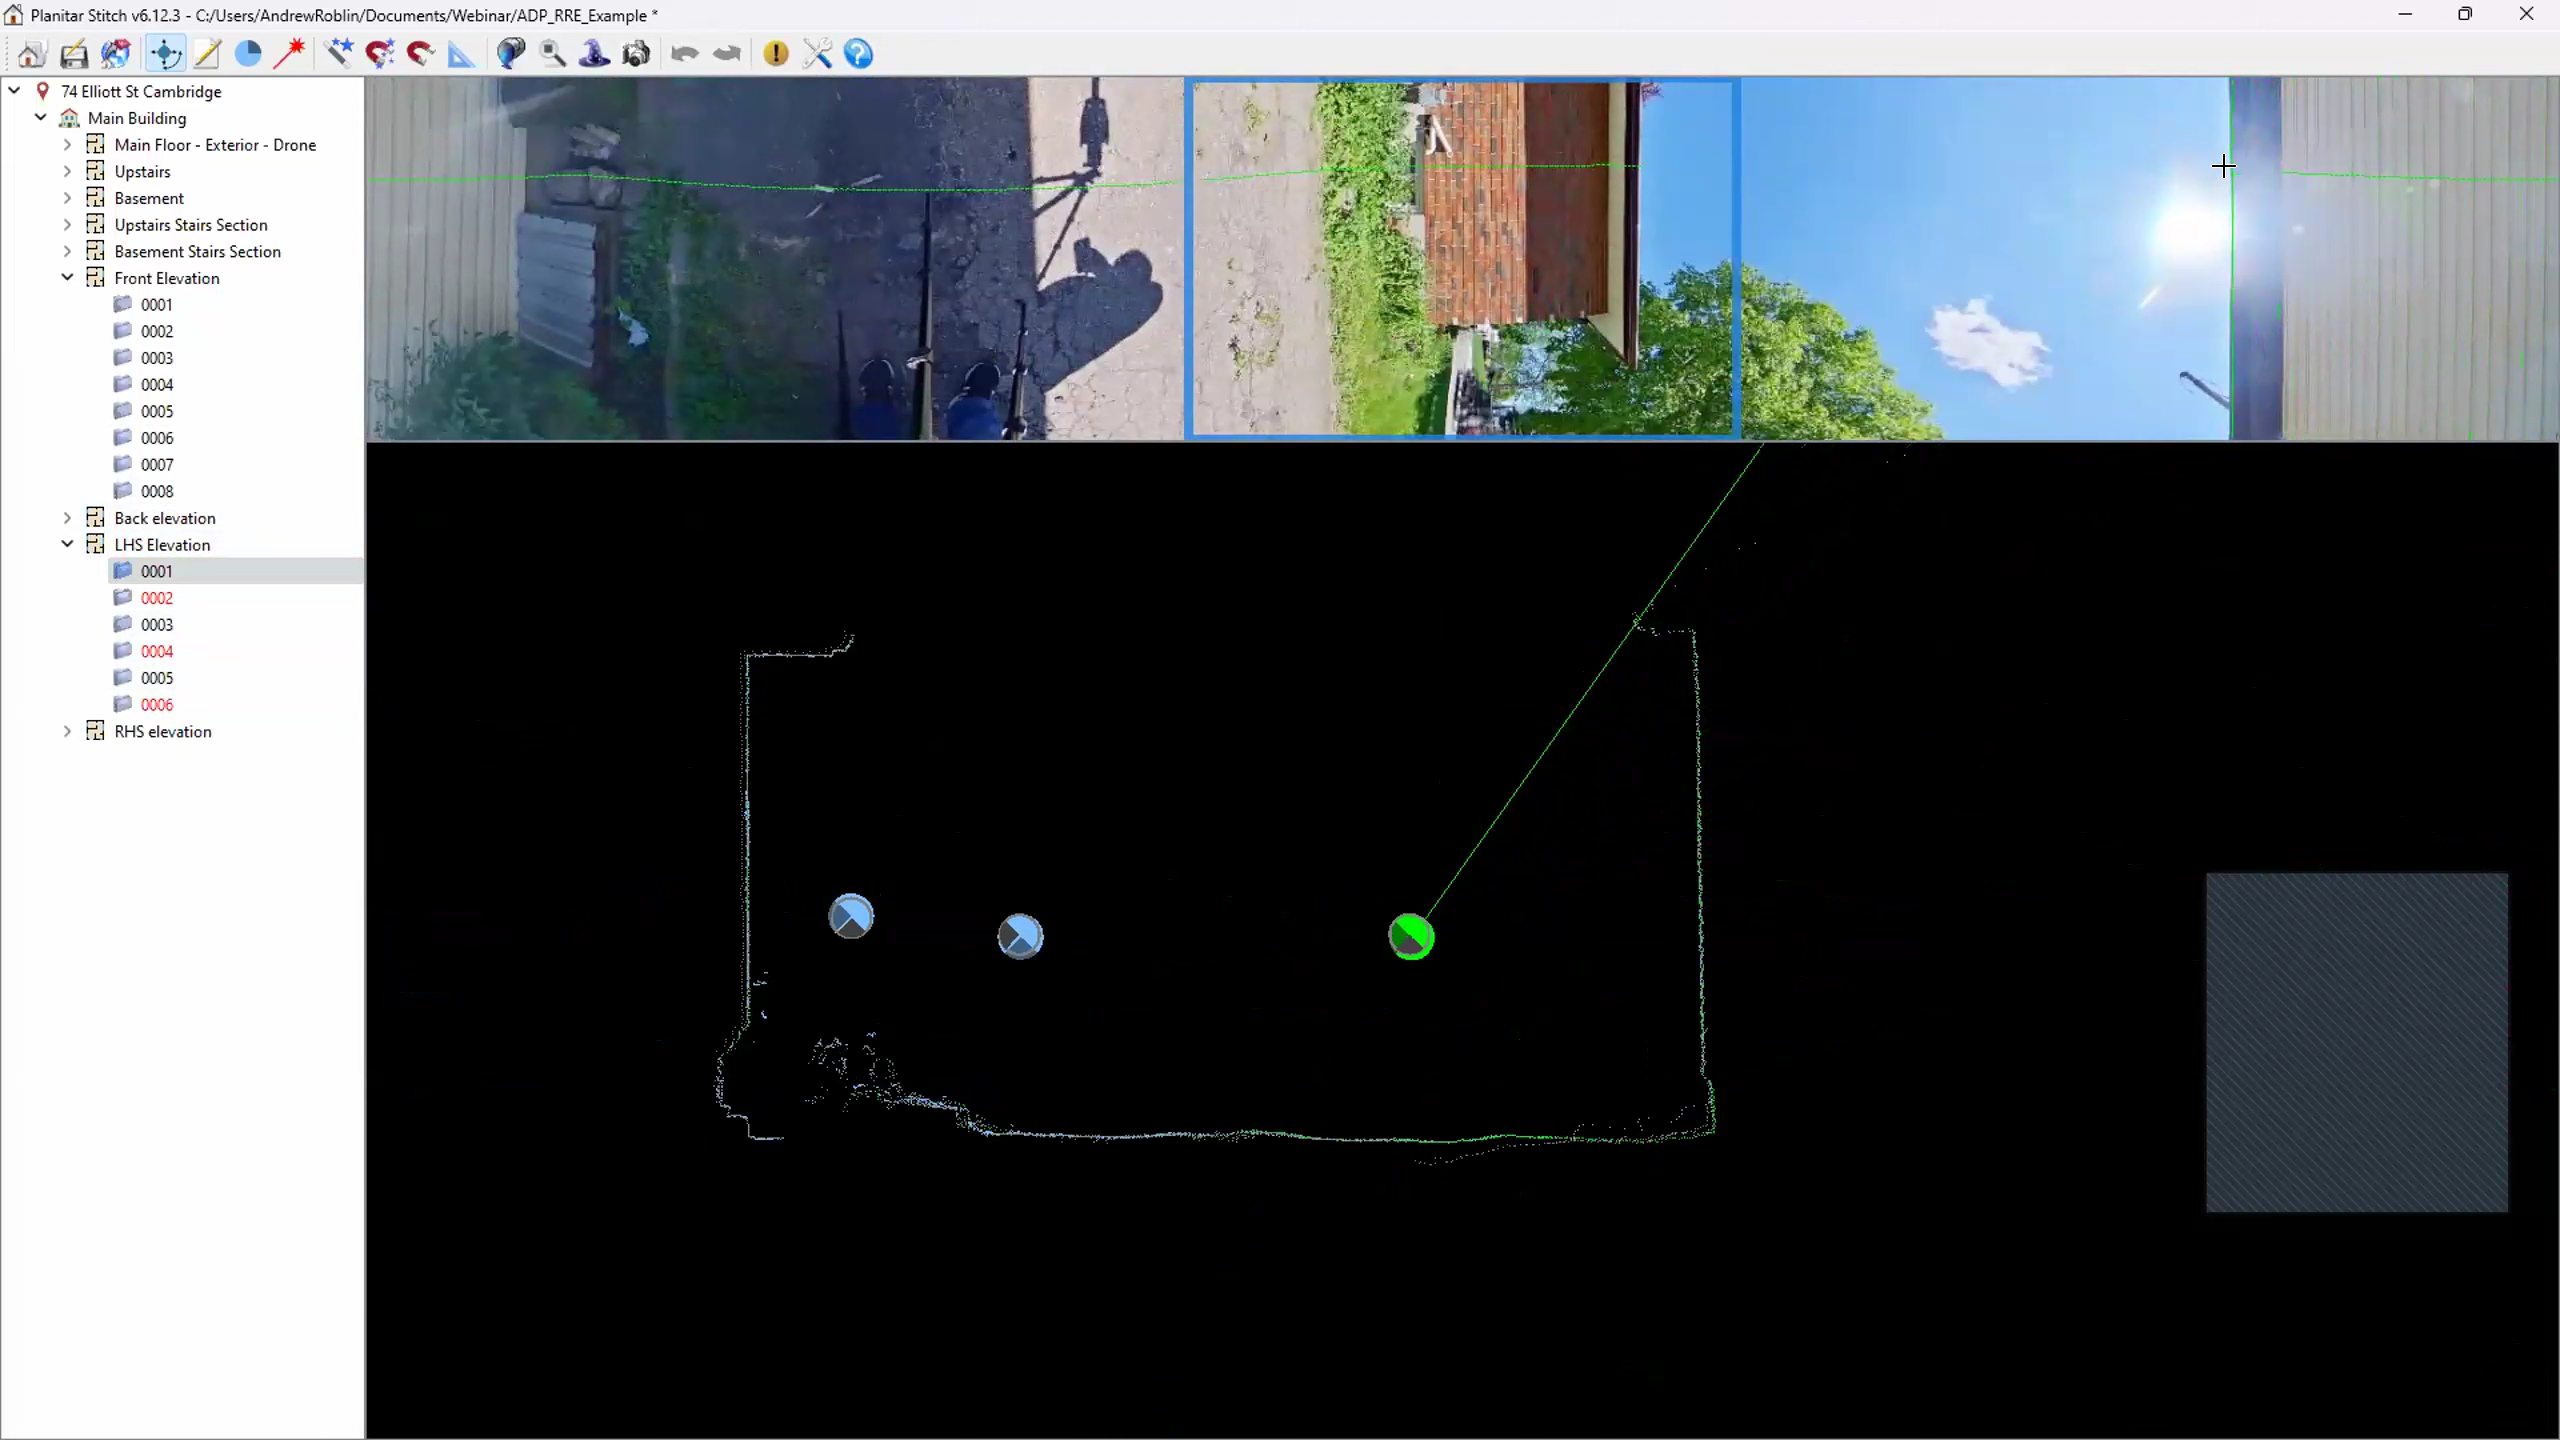 Planitar Stitch v6.12.3 - C:/Users/AndrewRoblin/Documents/Webinar/ADP_RRE_Example *
74 Elliott St Cambridge
Main Building
Main Floor - Exterior - Drone
Upstairs
Basement
Upstairs Stairs Section
Basement Stairs Section
Front Elevation
0001
0002
0003
0004
0005
0006
0007
0008
Back elevation
LHS Elevation
0001
0002
0003
0004
0005
0006
RHS elevation